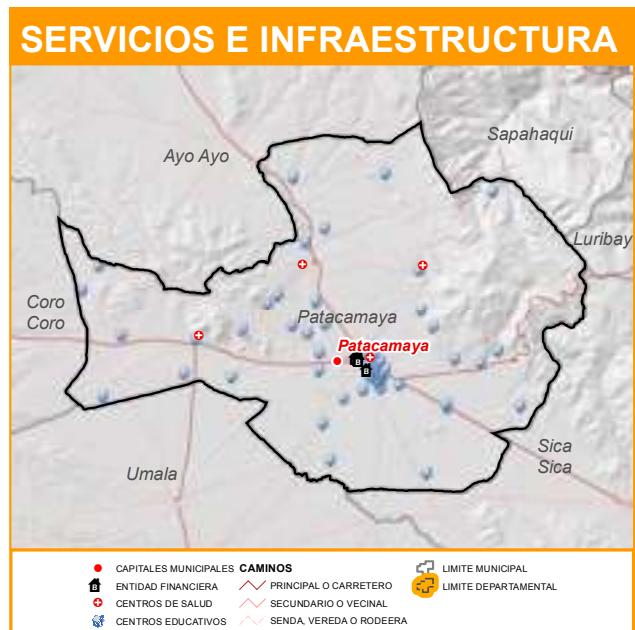 SERVICIOS E INFRAESTRUCTURA
Sapahaqui
Ayo Ayo
Luribay
Coro
Coro
Patacamaya
Patacamaya
B
B
Sica
Sica
Umala
CAPITALES MUNICIPALES
B ENTIDAD FINANCIERA
CENTROS DE SALUD
CENTROS EDUCATIVOS
CAMINOS
PRINCIPAL O CARRETERO
SECUNDARIO O VECINAL
SENDA, VEREDA O RODEERA
LIMITE MUNICIPAL
LIMITE DEPARTAMENTAL